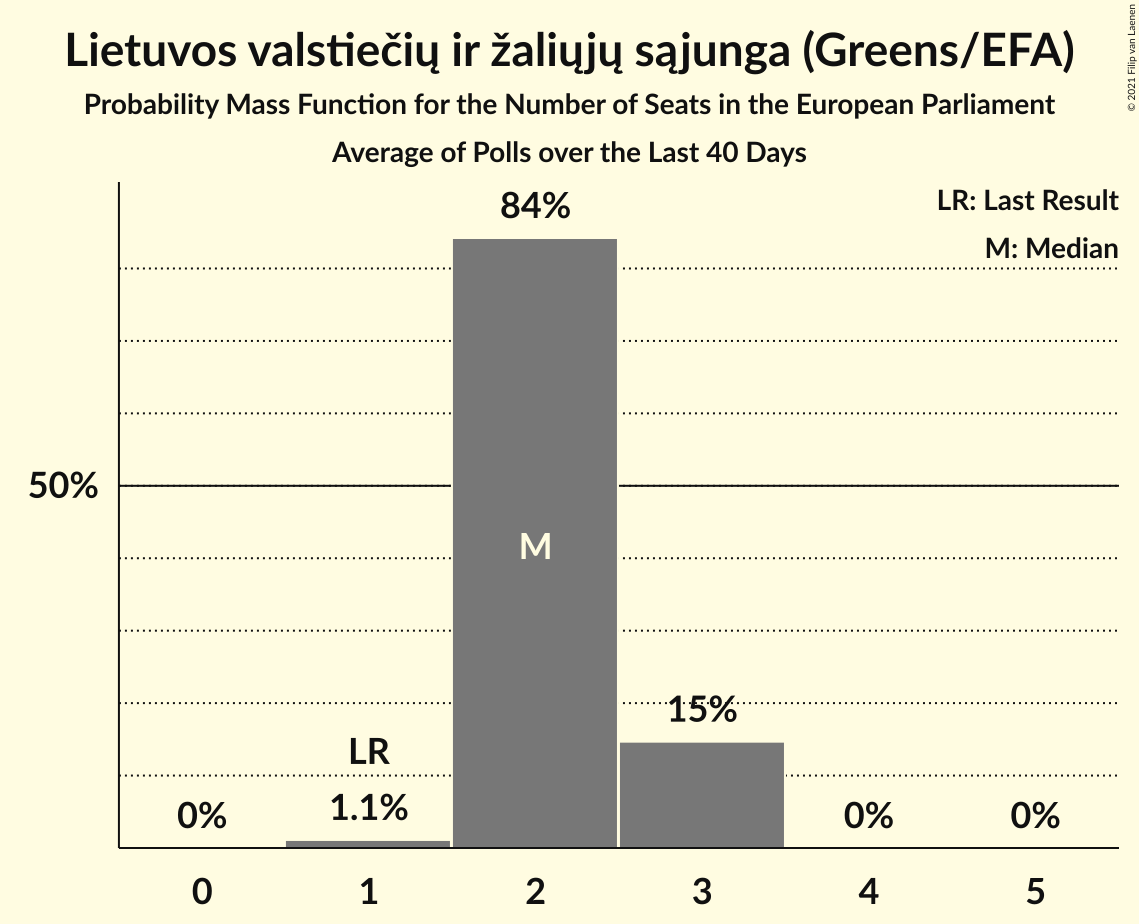 Lietuvos valstiečių ir žaliųjų sąjunga (Greens/EFA)
Probability Mass Function for the Number of Seats in the European Parliament
Average of Polls over the Last 40 Days
© 2021 Filip van Laenen
LR: Last Result
M: Median
84%
50%
M
15%
LR
0%
1.1%
0%
0%
0
1
2
3
4
5